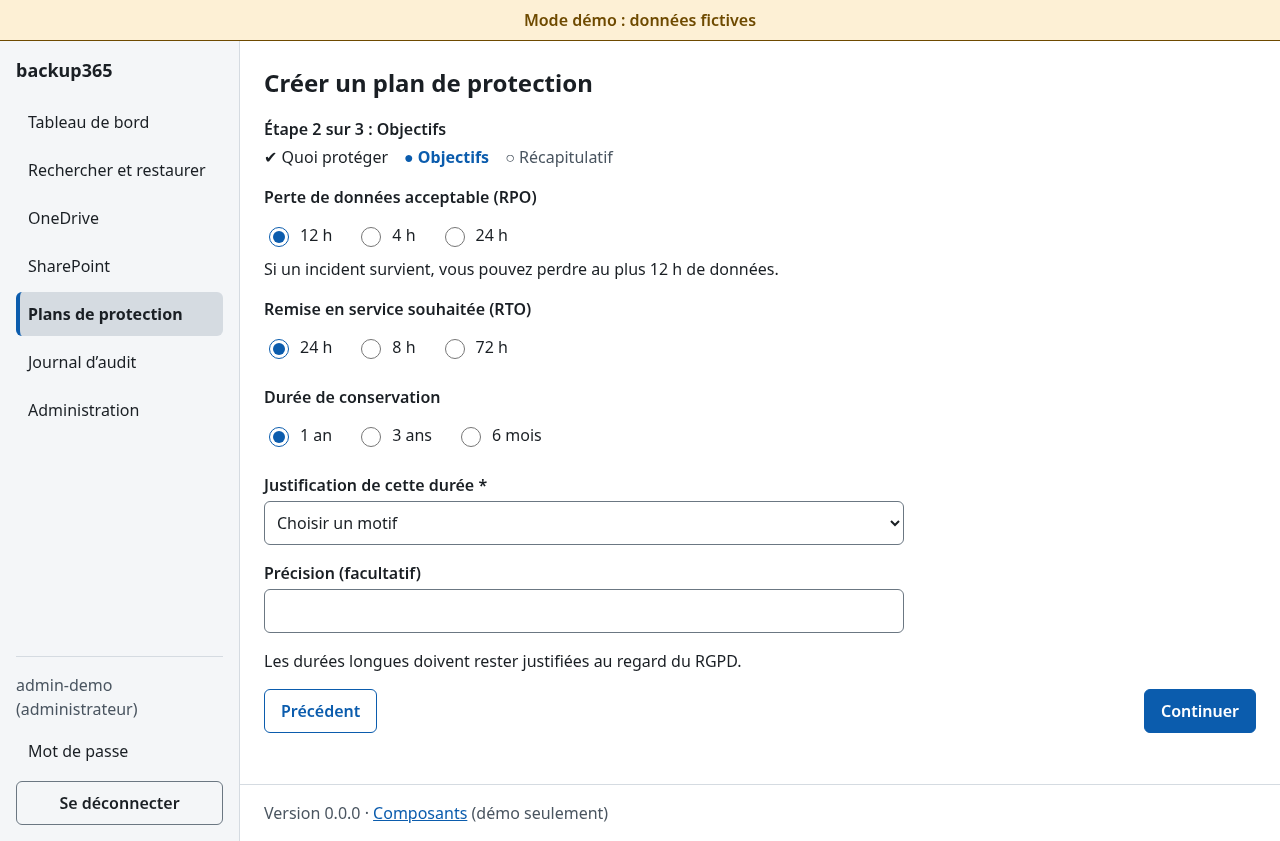 Mode démo : données fictives
backup365
Tableau de bord
Rechercher et restaurer
OneDrive
SharePoint
Plans de protection
Journal d’audit
Administration
admin-demo
(administrateur)
Mot de passe
Se déconnecter
Créer un plan de protection
Étape 2 sur 3 : Objectifs
✔ Quoi protéger ● Objectifs ○ Récapitulatif
Perte de données acceptable (RPO)
12 h 4 h 24 h
Si un incident survient, vous pouvez perdre au plus 12 h de données.
Remise en service souhaitée (RTO)
24 h 8 h 72 h
Durée de conservation
1 an 3 ans 6 mois
Justification de cette durée *
Choisir un motif
Précision (facultatif)
Les durées longues doivent rester justifiées au regard du RGPD.
Précédent Continuer
Version 0.0.0 · Composants (démo seulement)